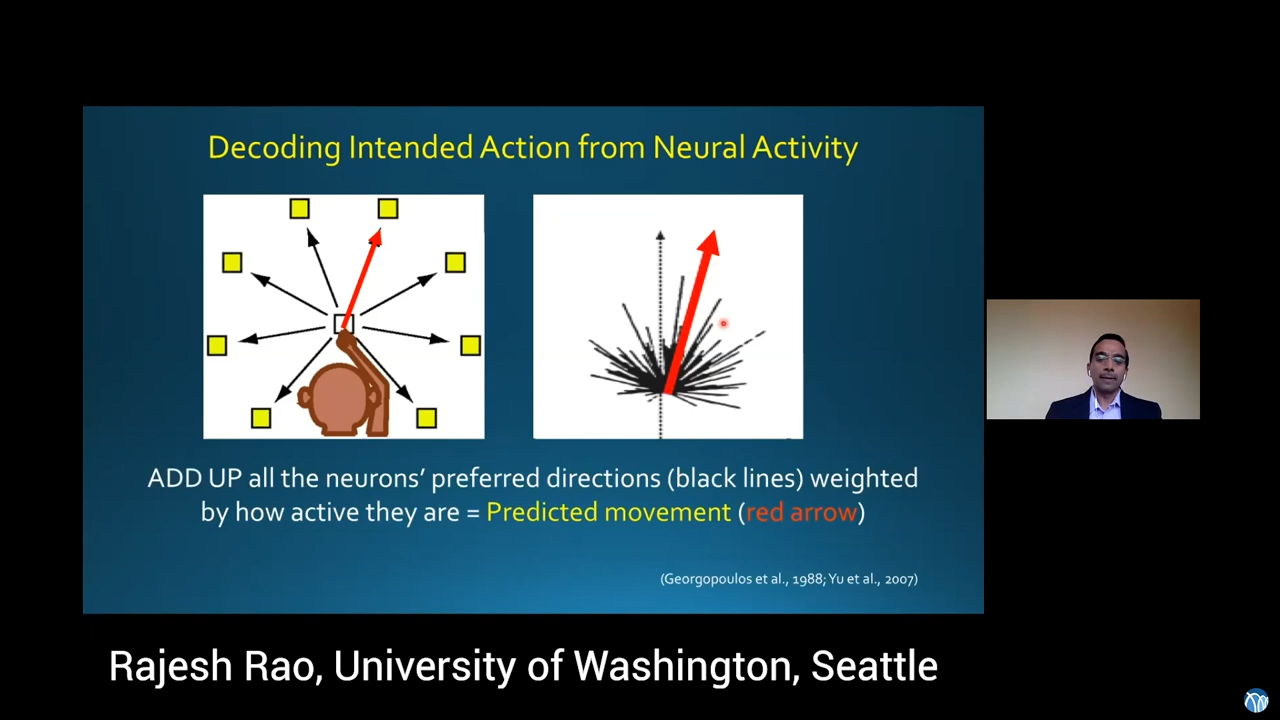 Decoding Intended Action from Neural Activity
ADD UP all the neurons’ preferred directions (black lines) weighted
by how active they are = Predicted movement (red arrow)
(Georgopoulos et al., 1988; Yu et al., 2007)
Rajesh Rao, University of Washington, Seattle